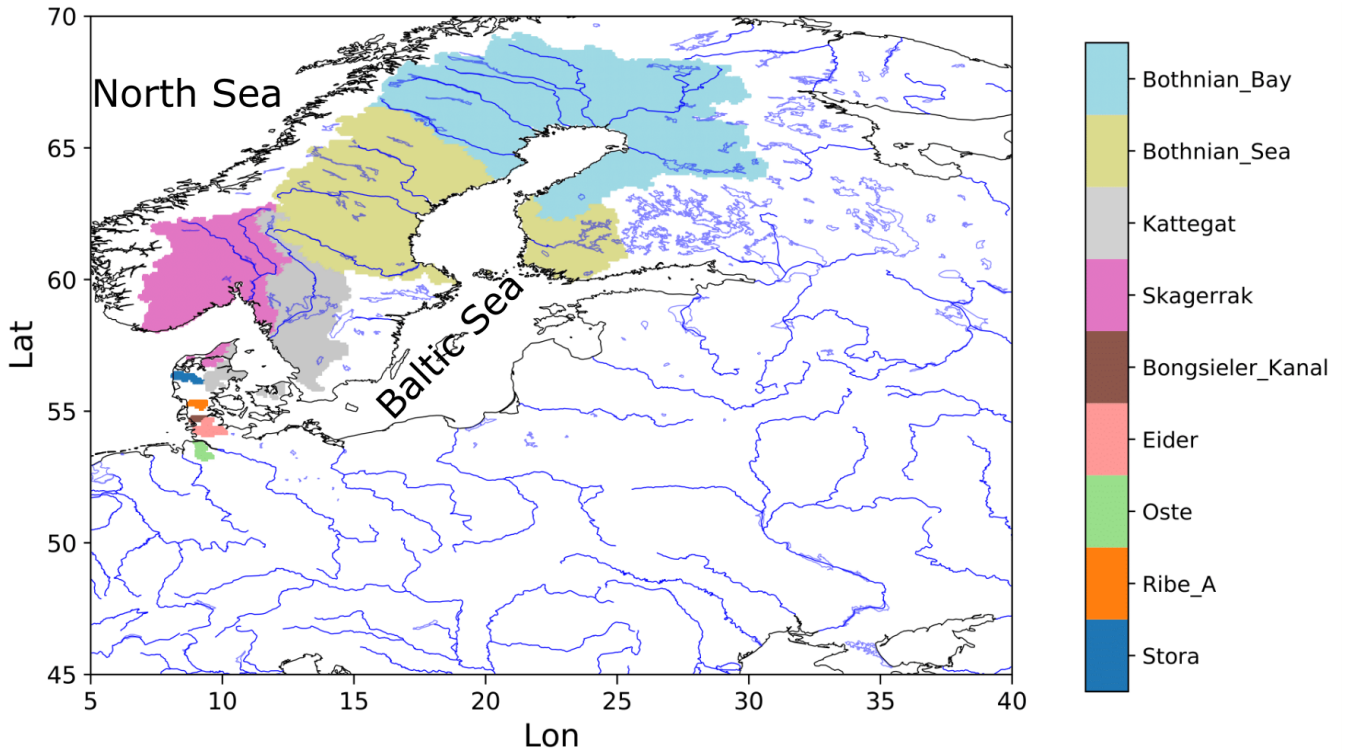 70
65
60
55
50
45
Lat
North Sea
Baltic Sea
5
10
15
20
25
30
35
40
Lon
Bothnian_Bay
Bothnian_Sea
Kattegat
Skagerrak
Bongsieler_Kanal
Eider
Oste
Ribe_A
Stora